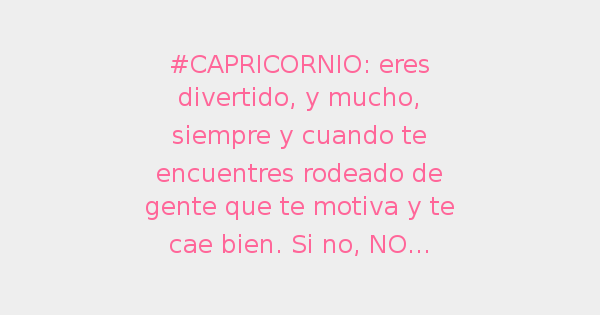 #CAPRICORNIO: eres
divertido, y mucho,
siempre y cuando te
encuentres rodeado de
gente que te motiva y te
cae bien. Si no, NO...